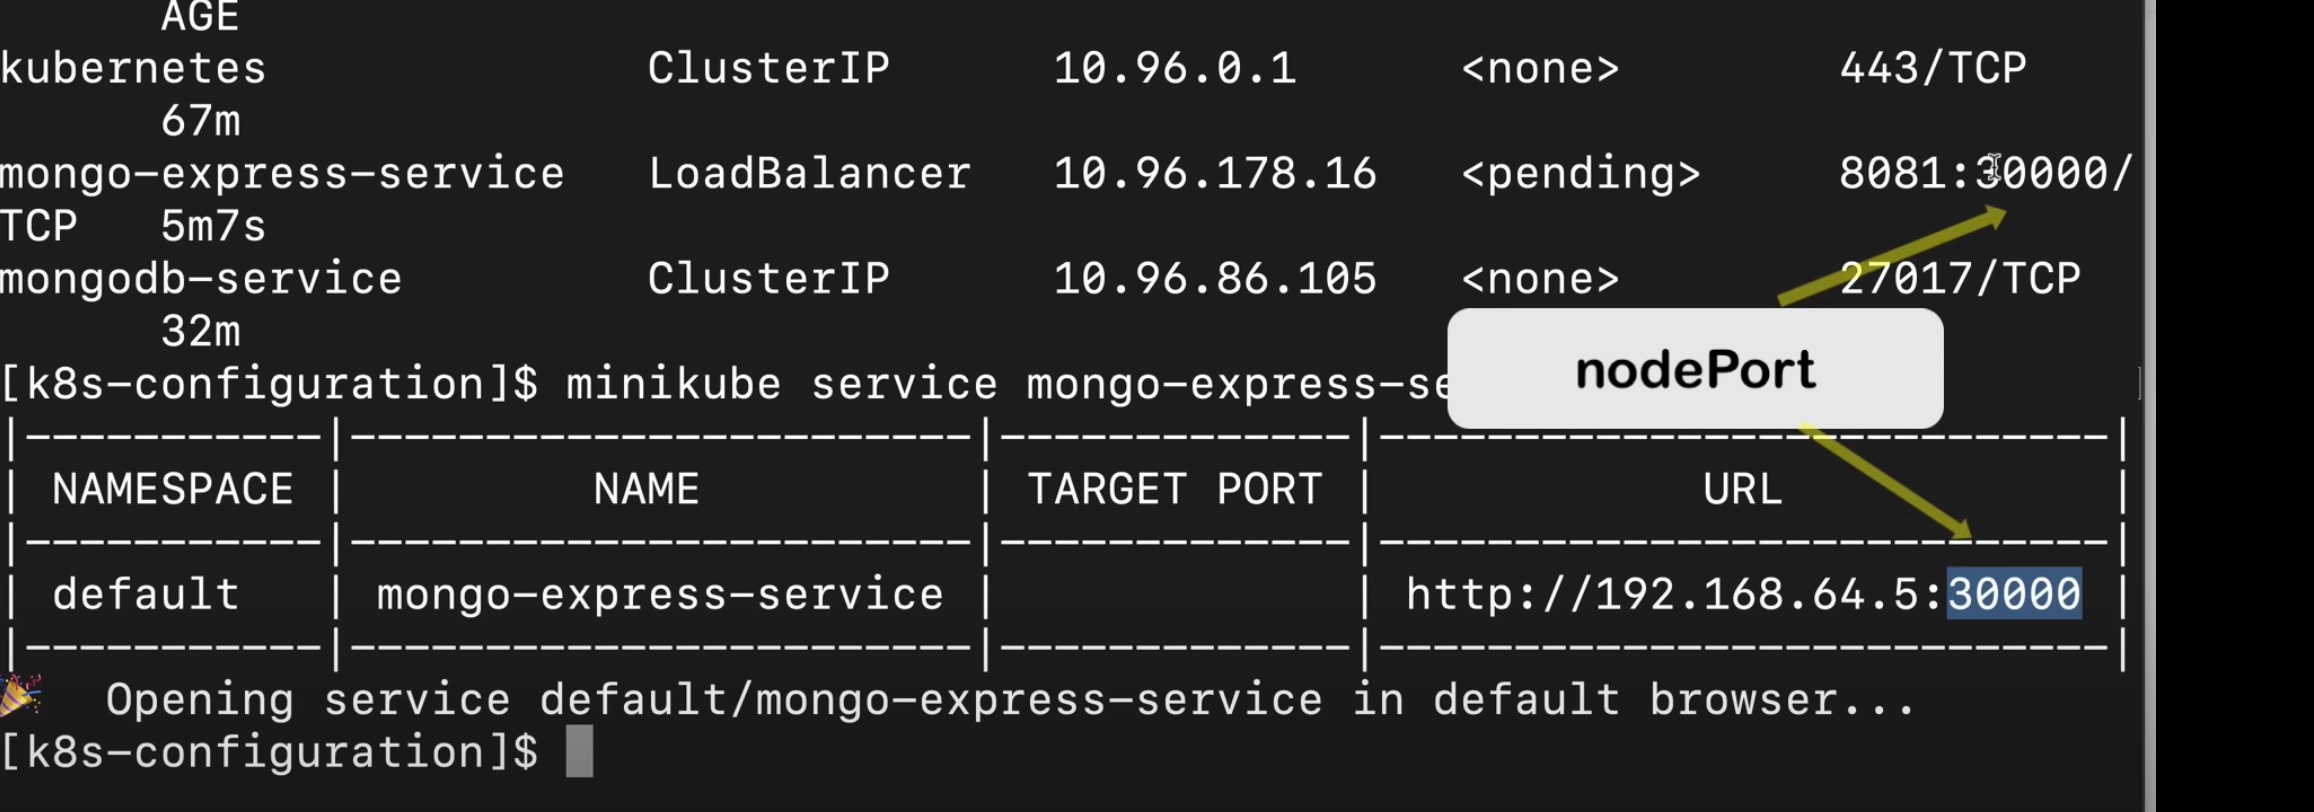 AGE
kubernetes ClusterIP 10.96.0.1 <none> 443/TCP
67m
mongo-express-service LoadBalancer 10.96.178.16 <pending> 8081:30000/
TCP 5m7s
mongodb-service ClusterIP 10.96.86.105 <none> 27017/TCP
32m
[k8s-configuration]$ minikube service mongo-express-se
nodePort
|-----------|-----------------------|-------------|---------------------------|
| NAMESPACE | NAME | TARGET PORT | URL |
|-----------|-----------------------|-------------|---------------------------|
| default | mongo-express-service | | http://192.168.64.5:30000 |
|-----------|-----------------------|-------------|---------------------------|
🎉 Opening service default/mongo-express-service in default browser...
[k8s-configuration]$